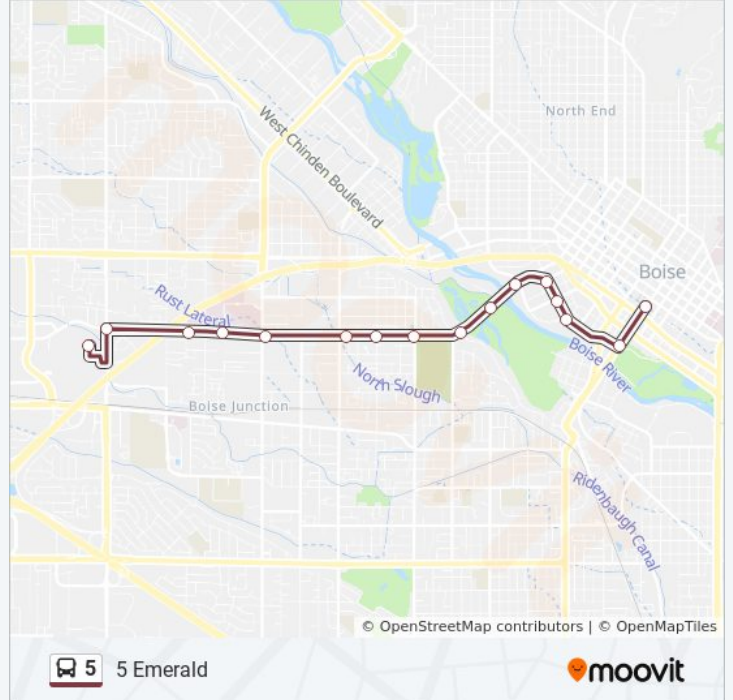 North End
West Chinden Boulevard
Boise
Rust Lateral
Boise River
North Slough
Boise Junction
Ridenbaugh Canal
© OpenStreetMap contributors | © OpenMapTiles
5 5 Emerald moovit